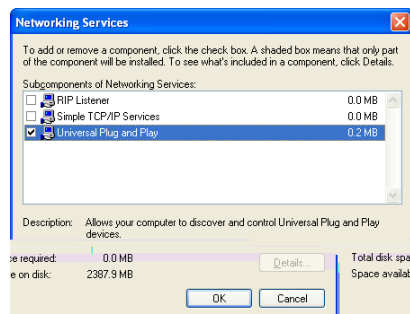 Networking Services
To add or remove a component, click the check box. A shaded box means that only part
of the component will be installed. To see what's included in a component, click Details.
Subcomponents of Networking Services:
RIP Listener 0.0 MB
Simple TCP/IP Services 0.0 MB
Universal Plug and Play 0.2 MB
Description: Allows your computer to discover and control Universal Plug and Play
devices.
ce required: 0.0 MB Details... Total disk spa
e on disk: 2387.9 MB Space availab
OK Cancel